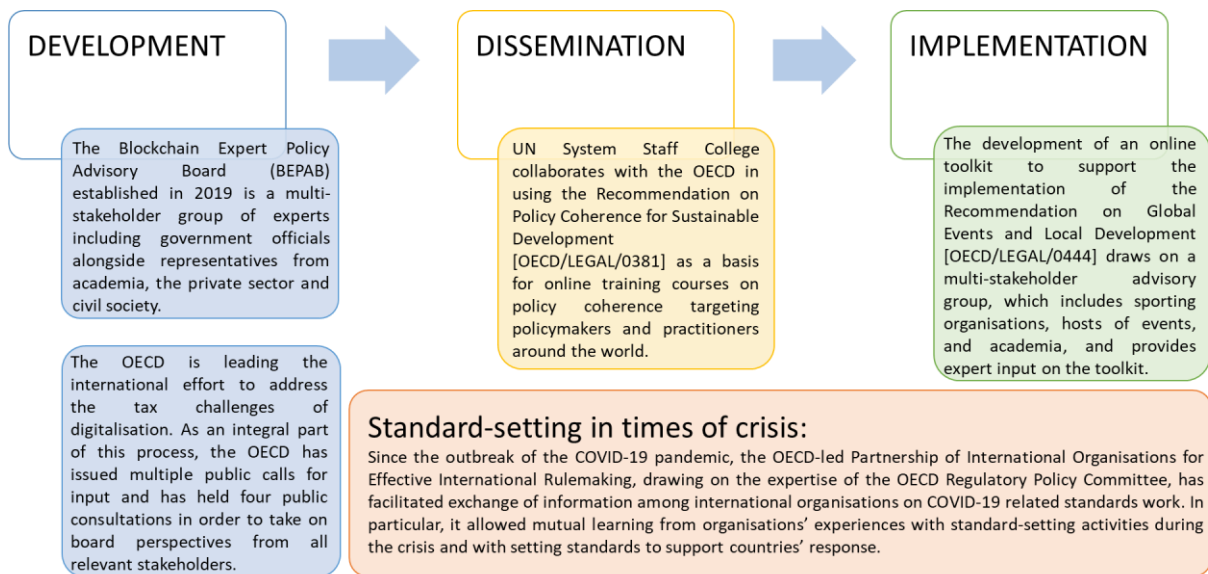 DEVELOPMENT
The Blockchain Expert Policy
Advisory Board (BEPAB)
established in 2019 is a multi-
stakeholder group of experts
including government officials
alongside representatives from
academia, the private sector and
civil society.
The OECD is leading the
international effort to address
the tax challenges of
digitalisation. As an integral part
of this process, the OECD has
issued multiple public calls for
input and has held four public
consultations in order to take on
board perspectives from all
relevant stakeholders.
DISSEMINATION
UN System Staff College
collaborates with the OECD in
using the Recommendation on
Policy Coherence for Sustainable
Development
[OECD/LEGAL/0381] as a basis
for online training courses on
policy coherence targeting
policymakers and practitioners
around the world.
IMPLEMENTATION
The development of an online
toolkit to support the
implementation of the
Recommendation on Global
Events and Local Development
[OECD/LEGAL/0444] draws on a
multi-stakeholder advisory
group, which includes sporting
organisations, hosts of events,
and academia, and provides
expert input on the toolkit.
Standard-setting in times of crisis:
Since the outbreak of the COVID-19 pandemic, the OECD-led Partnership of International Organisations for
Effective International Rulemaking, drawing on the expertise of the OECD Regulatory Policy Committee, has
facilitated exchange of information among international organisations on COVID-19 related standards work. In
particular, it allowed mutual learning from organisations' experiences with standard-setting activities during
the crisis and with setting standards to support countries' response.